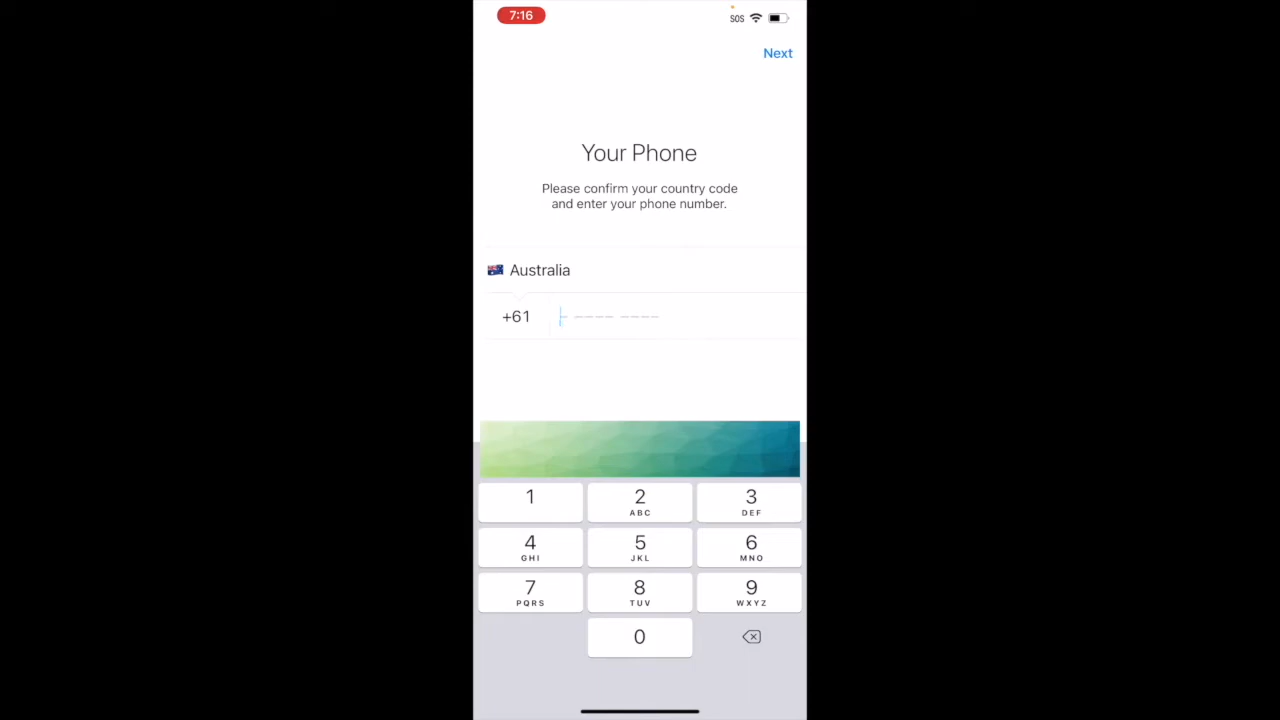 7:16
SOS
Next
Your Phone
Please confirm your country code
and enter your phone number.
Australia
+61
1
2
ABC
3
DEF
4
GHI
5
JKL
6
MNO
7
PQRS
8
TUV
9
WXYZ
0